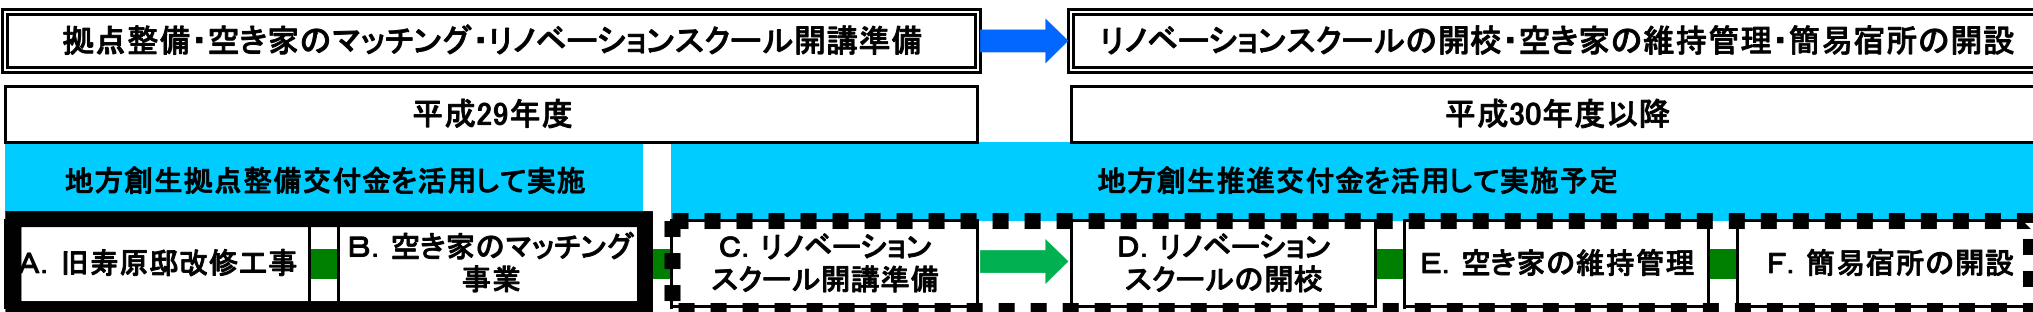 拠点整備・空き家のマッチング・リノベーションスクール開講準備
リノベーションスクールの開校・空き家の維持管理・簡易宿所の開設
平成29年度
平成30年度以降
地方創生拠点整備交付金を活用して実施
地方創生推進交付金を活用して実施予定
A. 旧寿原邸改修工事
B. 空き家のマッチング
事業
C. リノベーション
スクール開講準備
D. リノベーション
スクールの開校
E. 空き家の維持管理
F. 簡易宿所の開設